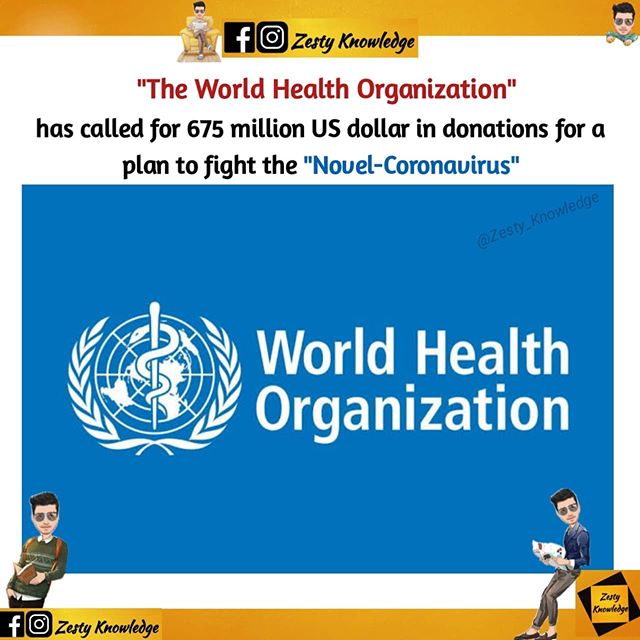 Zesty Knowledge
"The World Health Organization"
has called for 675 million US dollar in donations for a
plan to fight the "Novel-Coronavirus"
@Zesty_Knowledge
World Health
Organization
Zesty Knowledge
Zesty
Knowledge